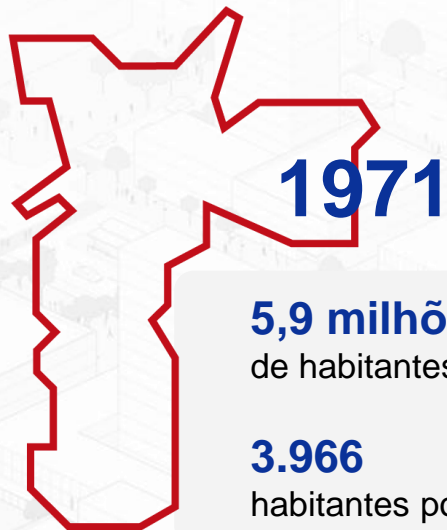 1971
5,9 milhõ
de habitantes
3.966
habitantes po